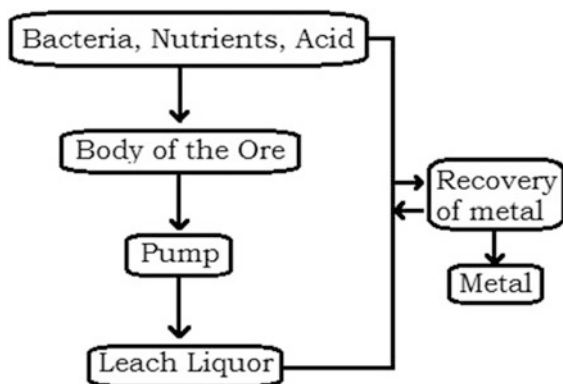 Bacteria, Nutrients, Acid
Body of the Ore
Pump
Leach Liquor
Recovery
of metal
Metal